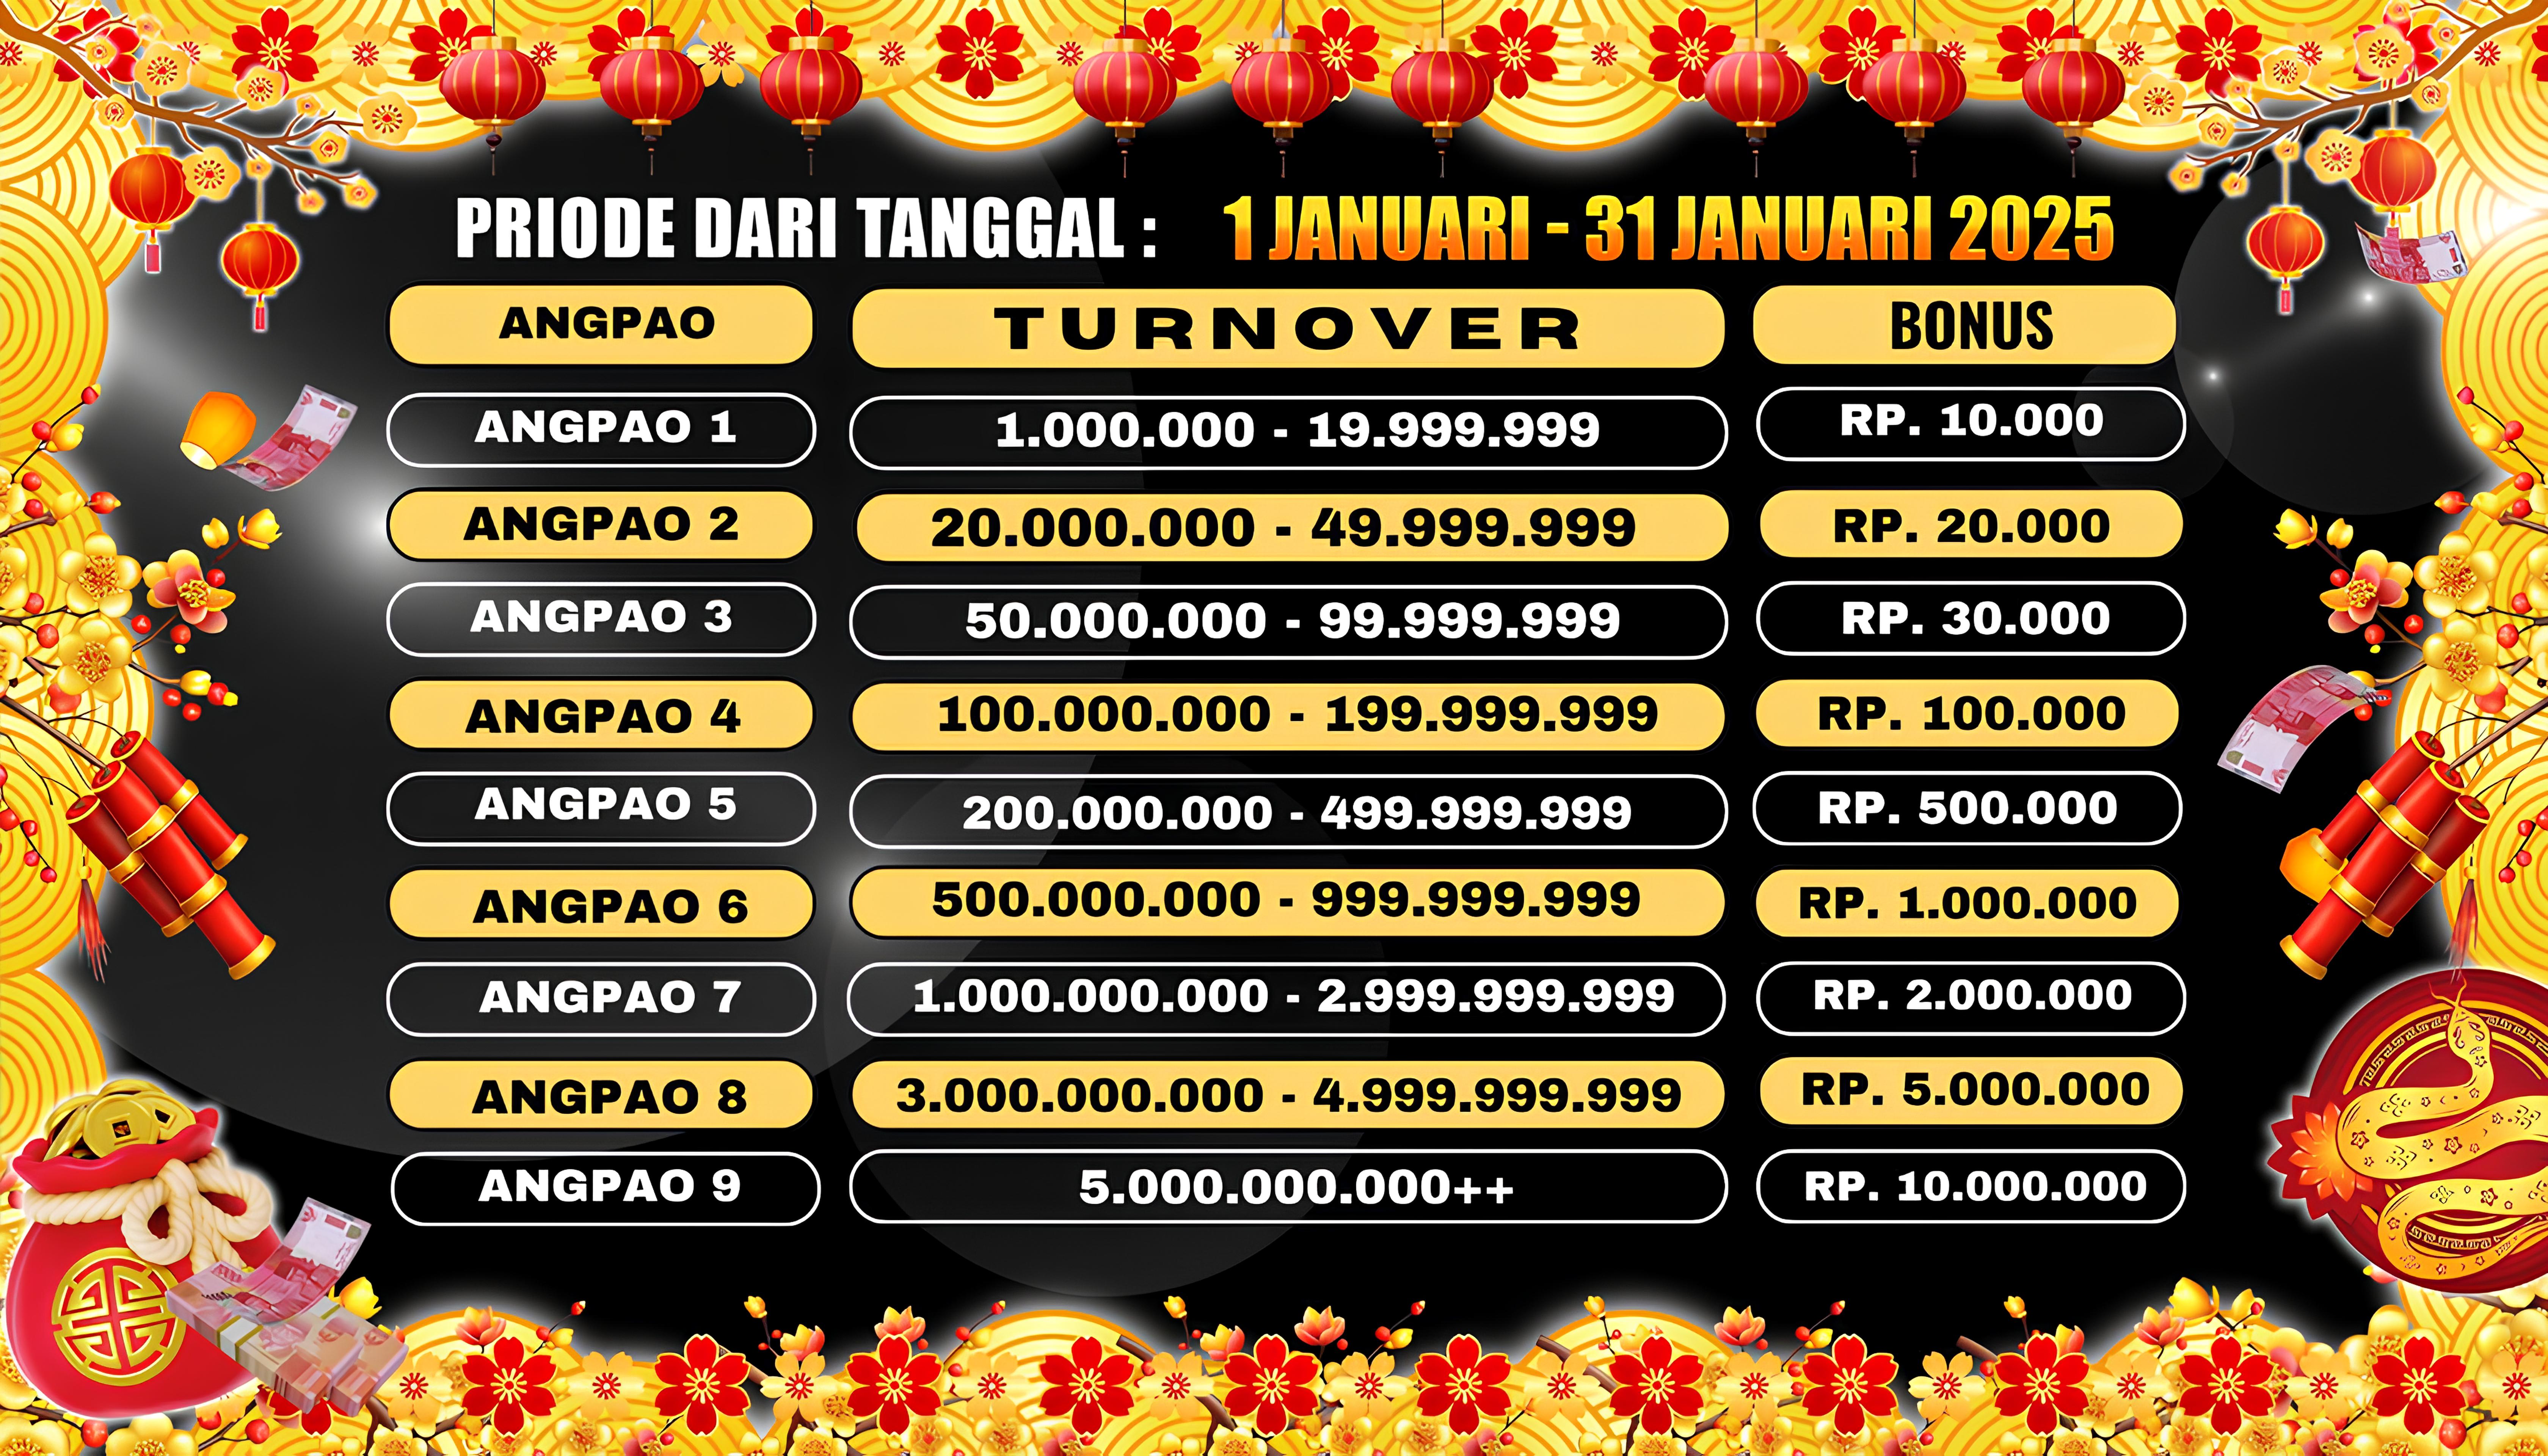 PRIODE DARI TANGGAL : 1 JANUARI - 31 JANUARI 2025
ANGPAO TURNOVER BONUS
ANGPAO 1 1.000.000 - 19.999.999 RP. 10.000
ANGPAO 2 20.000.000 - 49.999.999 RP. 20.000
ANGPAO 3 50.000.000 - 99.999.999 RP. 30.000
ANGPAO 4 100.000.000 - 199.999.999 RP. 100.000
ANGPAO 5 200.000.000 - 499.999.999 RP. 500.000
ANGPAO 6 500.000.000 - 999.999.999 RP. 1.000.000
ANGPAO 7 1.000.000.000 - 2.999.999.999 RP. 2.000.000
ANGPAO 8 3.000.000.000 - 4.999.999.999 RP. 5.000.000
ANGPAO 9 5.000.000.000++ RP. 10.000.000